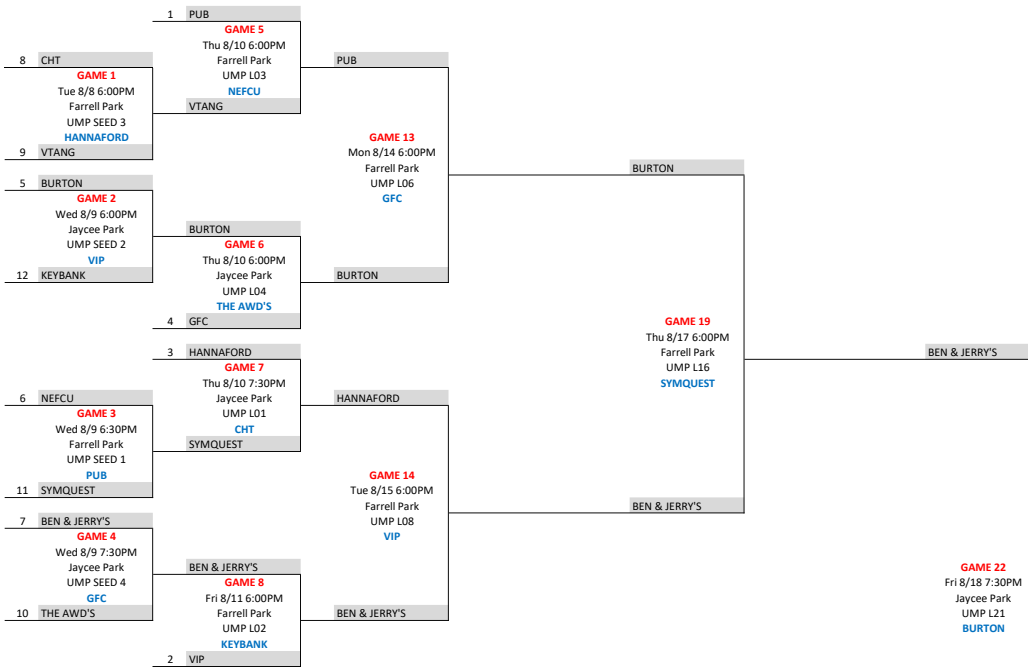 1 PUB
GAME 5
Thu 8/10 6:00PM
Farrell Park
UMP L03
NEFCU
VTANG
8 CHT
GAME 1
Tue 8/8 6:00PM
Farrell Park
UMP SEED 3
HANNAFORD
9 VTANG
PUB
GAME 13
Mon 8/14 6:00PM
Farrell Park
UMP L06
GFC
BURTON
5 BURTON
GAME 2
Wed 8/9 6:00PM
Jaycee Park
UMP SEED 2
VIP
12 KEYBANK
BURTON
GAME 6
Thu 8/10 6:00PM
Jaycee Park
UMP L04
THE AWD'S
4 GFC
BURTON
GAME 19
Thu 8/17 6:00PM
Farrell Park
UMP L16
SYMQUEST
BEN & JERRY'S
BEN & JERRY'S
3 HANNAFORD
GAME 7
Thu 8/10 7:30PM
Jaycee Park
UMP L01
CHT
SYMQUEST
6 NEFCU
GAME 3
Wed 8/9 6:30PM
Farrell Park
UMP SEED 1
PUB
11 SYMQUEST
HANNAFORD
GAME 14
Tue 8/15 6:00PM
Farrell Park
UMP L08
VIP
BEN & JERRY'S
7 BEN & JERRY'S
GAME 4
Wed 8/9 7:30PM
Jaycee Park
UMP SEED 4
GFC
10 THE AWD'S
BEN & JERRY'S
GAME 8
Fri 8/11 6:00PM
Farrell Park
UMP L02
KEYBANK
2 VIP
GAME 22
Fri 8/18 7:30PM
Jaycee Park
UMP L21
BURTON